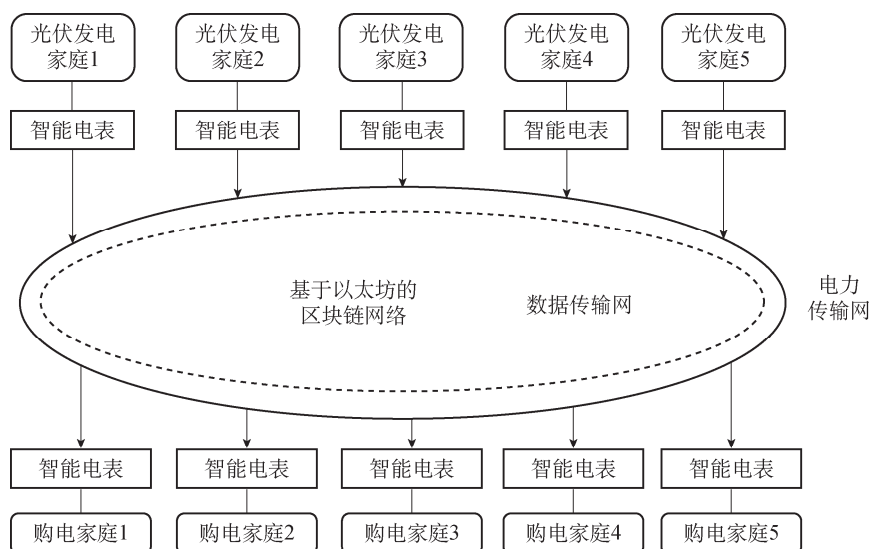 光伏发电
家庭1
光伏发电
家庭2
光伏发电
家庭3
光伏发电
家庭4
光伏发电
家庭5
智能电表
智能电表
智能电表
智能电表
智能电表
基于以太坊的
区块链网络
数据传输网
电力
传输网
智能电表
智能电表
智能电表
智能电表
智能电表
购电家庭1
购电家庭2
购电家庭3
购电家庭4
购电家庭5